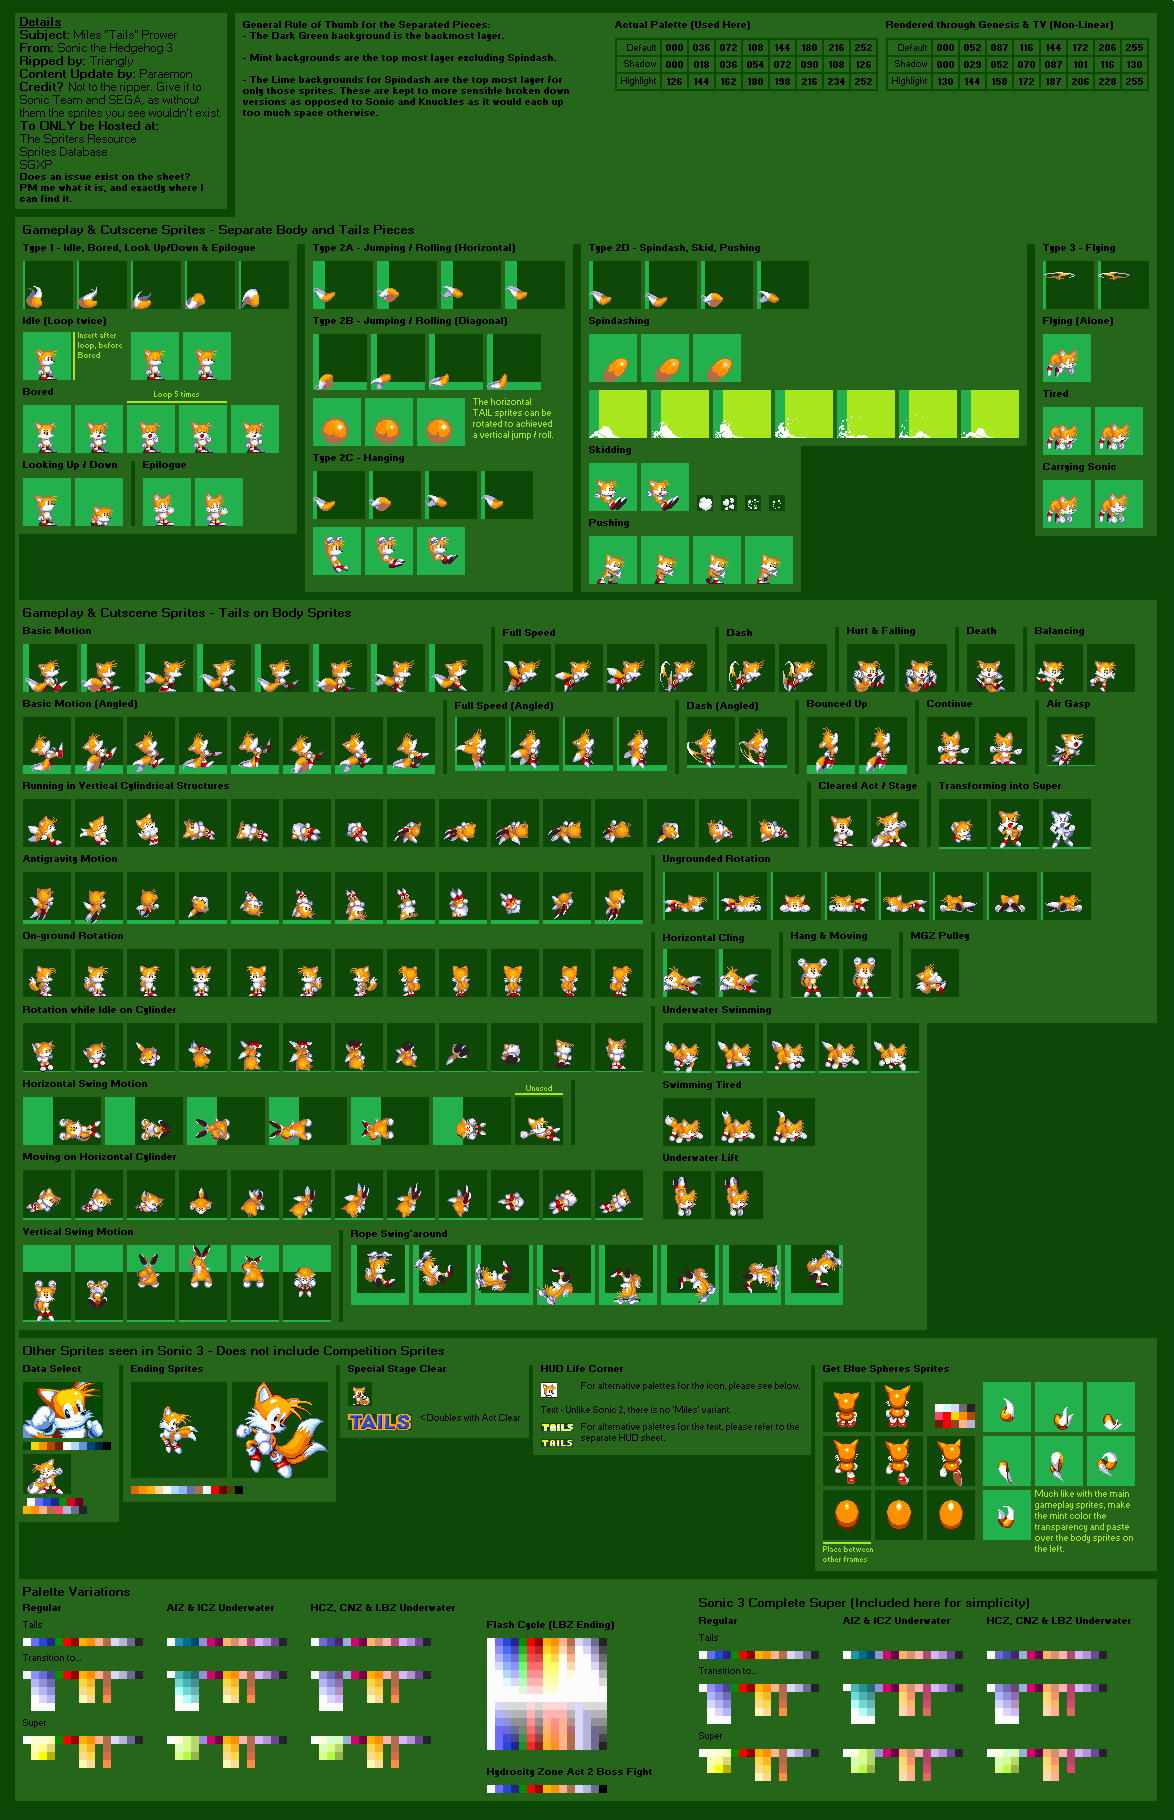 Details
Subject: Miles "Tails" Prower
From: Sonic the Hedgehog 3
Ripped by: Triangly
Content Update by: Paraemon
Credit? Not to the ripper. Give it to
Sonic Team and SEGA, as without
them the sprites you see wouldn't exist.
To ONLY be Hosted at:
The Spriters Resource
Sprites Database
SGXP
Does an issue exist on the sheet?
PM me what it is, and exactly where I
can find it.
General Rule of Thumb for the Separated Pieces:
- The Dark Green background is the backmost layer.
- Mint backgrounds are the top most layer excluding Spindash.
- The Lime backgrounds for Spindash are the top most layer for
only those sprites. These are kept to more sensible broken down
versions as opposed to Sonic and Knuckles as it would each up
too much space otherwise.
Actual Palette (Used Here)
Default 000 036 072 108 144 180 216 252
Shadow 000 018 036 054 072 090 108 126
Highlight 126 144 162 180 198 216 234 252
Rendered through Genesis & TV (Non-Linear)
Default 000 052 087 116 144 172 206 255
Shadow 000 029 052 070 087 101 116 130
Highlight 130 144 158 172 187 206 228 255
Gameplay & Cutscene Sprites - Separate Body and Tails Pieces
Type 1 - Idle, Bored, Look Up/Down & Epilogue
Idle (Loop twice)
Insert after
loop, before
Bored
Bored
Loop 5 times
Looking Up / Down
Epilogue
Type 2A - Jumping / Rolling (Horizontal)
Type 2B - Jumping / Rolling (Diagonal)
The horizontal
TAIL sprites can be
rotated to achieved
a vertical jump / roll.
Type 2C - Hanging
Type 2D - Spindash, Skid, Pushing
Spindashing
Skidding
Pushing
Type 3 - Flying
Flying (Alone)
Tired
Carrying Sonic
Gameplay & Cutscene Sprites - Tails on Body Sprites
Basic Motion
Full Speed
Dash
Hurt & Falling
Death
Balancing
Basic Motion (Angled)
Full Speed (Angled)
Dash (Angled)
Bounced Up
Continue
Air Gasp
Running in Vertical Cylindrical Structures
Cleared Act / Stage
Transforming into Super
Antigravity Motion
Ungrounded Rotation
On-ground Rotation
Horizontal Cling
Hang & Moving
MGZ Pulley
Rotation while Idle on Cylinder
Underwater Swimming
Horizontal Swing Motion
Unused
Swimming Tired
Moving on Horizontal Cylinder
Underwater Lift
Vertical Swing Motion
Rope Swing'around
Other Sprites seen in Sonic 3 - Does not include Competition Sprites
Data Select
Ending Sprites
Special Stage Clear
TAILS
<Doubles with Act Clear
HUD Life Corner
For alternative palettes for the icon, please see below.
Text - Unlike Sonic 2, there is no 'Miles' variant.
TAILS
TAILS
For alternative palettes for the text, please refer to the
separate HUD sheet.
Get Blue Spheres Sprites
Place between
other frames
Much like with the main
gameplay sprites, make
the mint color the
transparency and paste
over the body sprites on
the left.
Palette Variations
Regular
AIZ & ICZ Underwater
HCZ, CNZ & LBZ Underwater
Tails
Transition to...
Super
Flash Cycle (LBZ Ending)
Hydrocity Zone Act 2 Boss Fight
Sonic 3 Complete Super (Included here for simplicity)
Regular
AIZ & ICZ Underwater
HCZ, CNZ & LBZ Underwater
Tails
Transition to...
Super